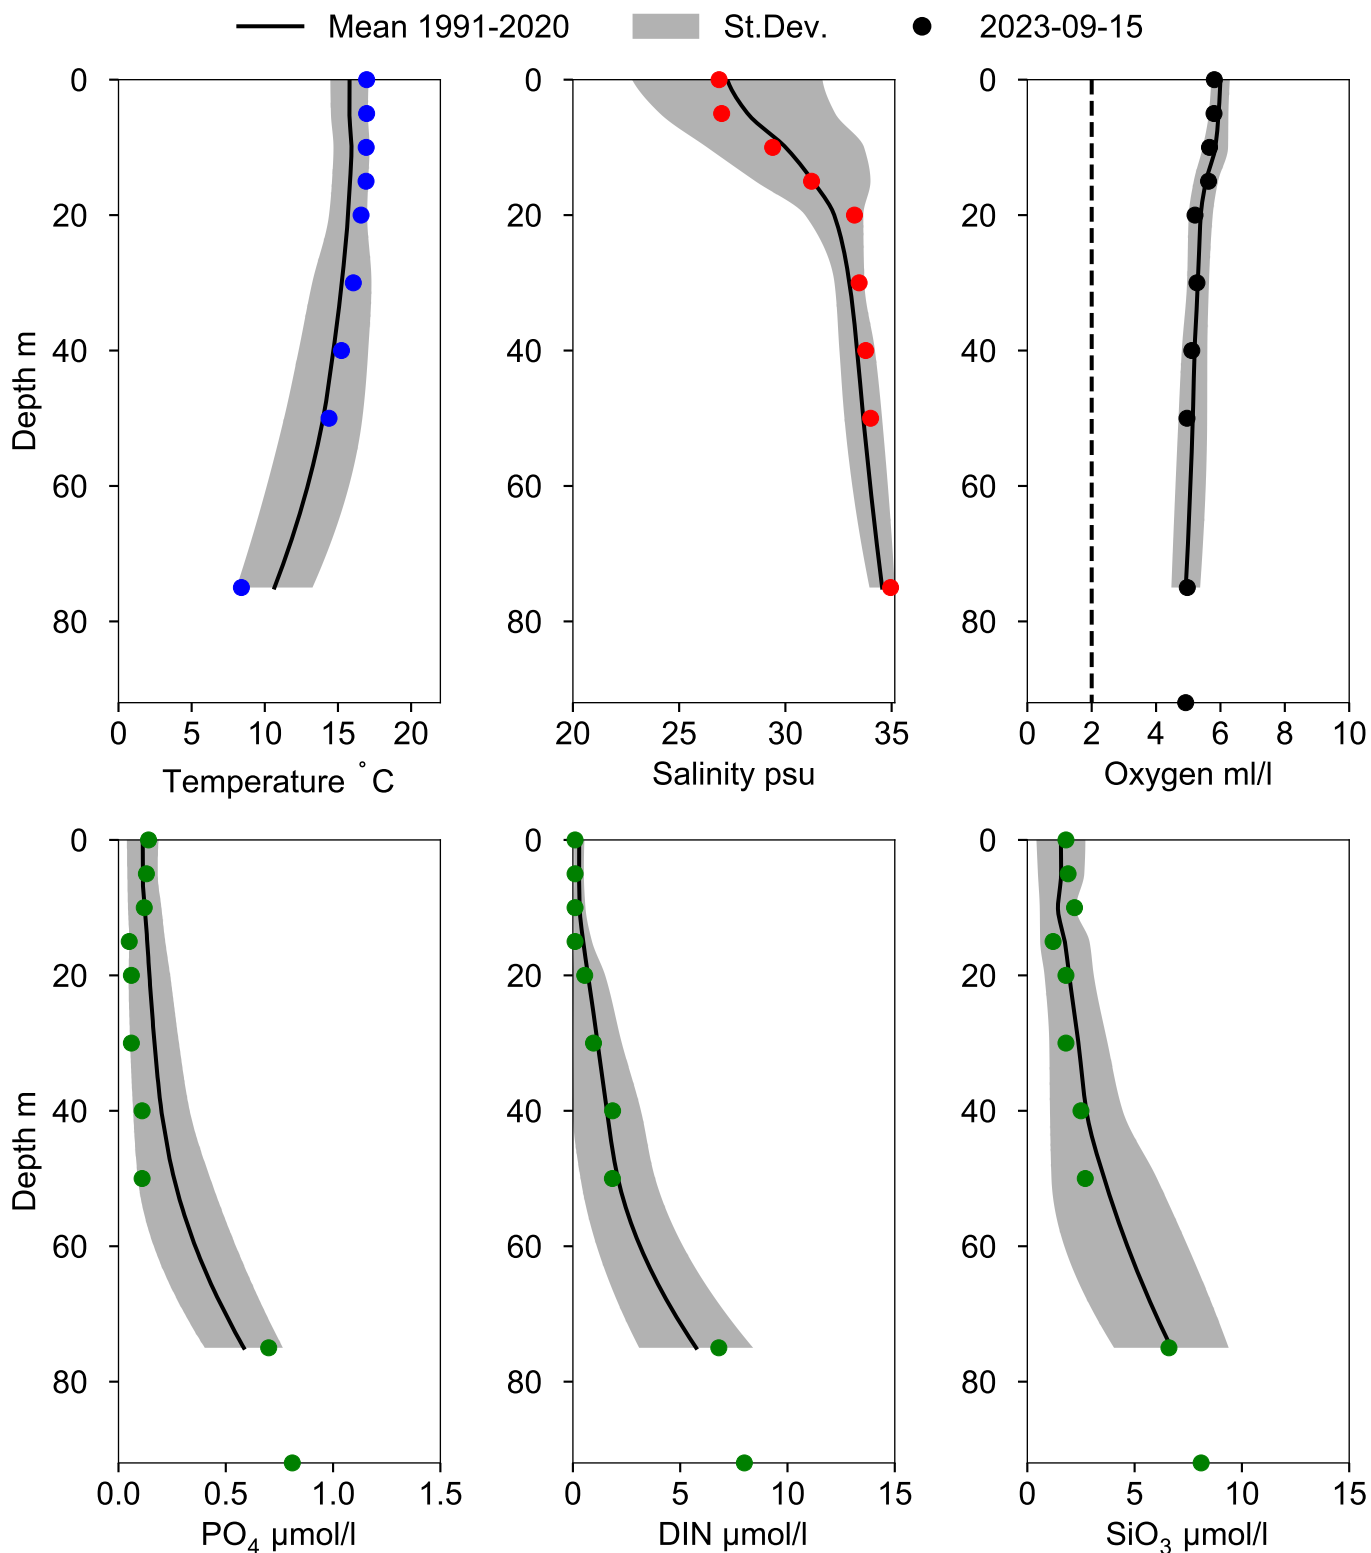 Mean 1991-2020 St.Dev. 2023-09-15
0 0 0
20 20 20
40 40 40
60 60 60
80 80 80
Depth m
0 5 10 15 20 20 25 30 35 0 2 4 6 8 10
Temperature °C Salinity psu Oxygen ml/l
0 0 0
20 20 20
40 40 40
60 60 60
80 80 80
Depth m
0.0 0.5 1.0 1.5 0 5 10 15 0 5 10 15
PO₄ µmol/l DIN µmol/l SiO₃ µmol/l